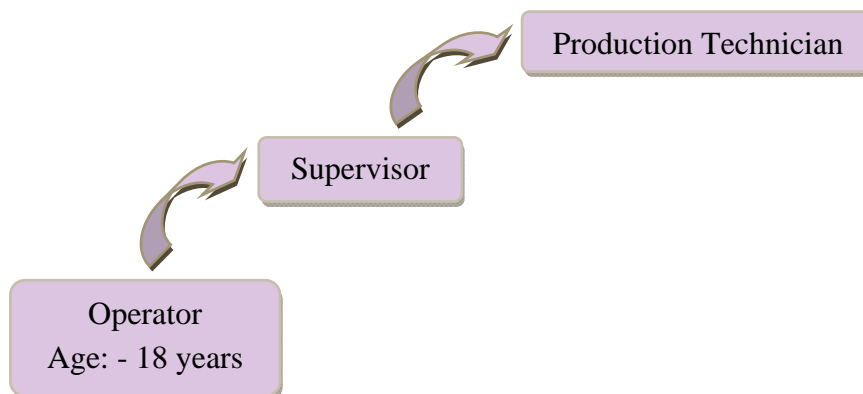 Production Technician
Supervisor
Operator
Age: - 18 years